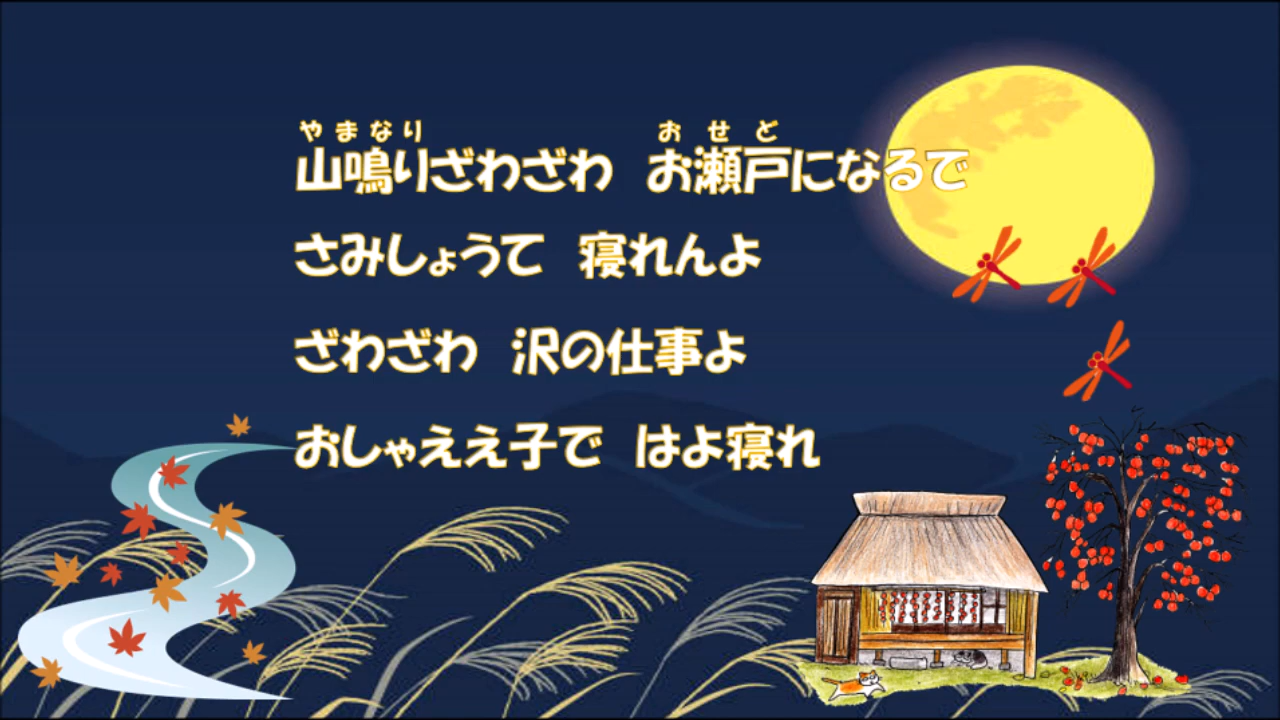 やまなり おせど
山鳴りざわざわ お瀬戸になるで
さみしょうて 寝れんよ
ざわざわ 沢の仕事よ
おしゃええ子で はよ寝れ